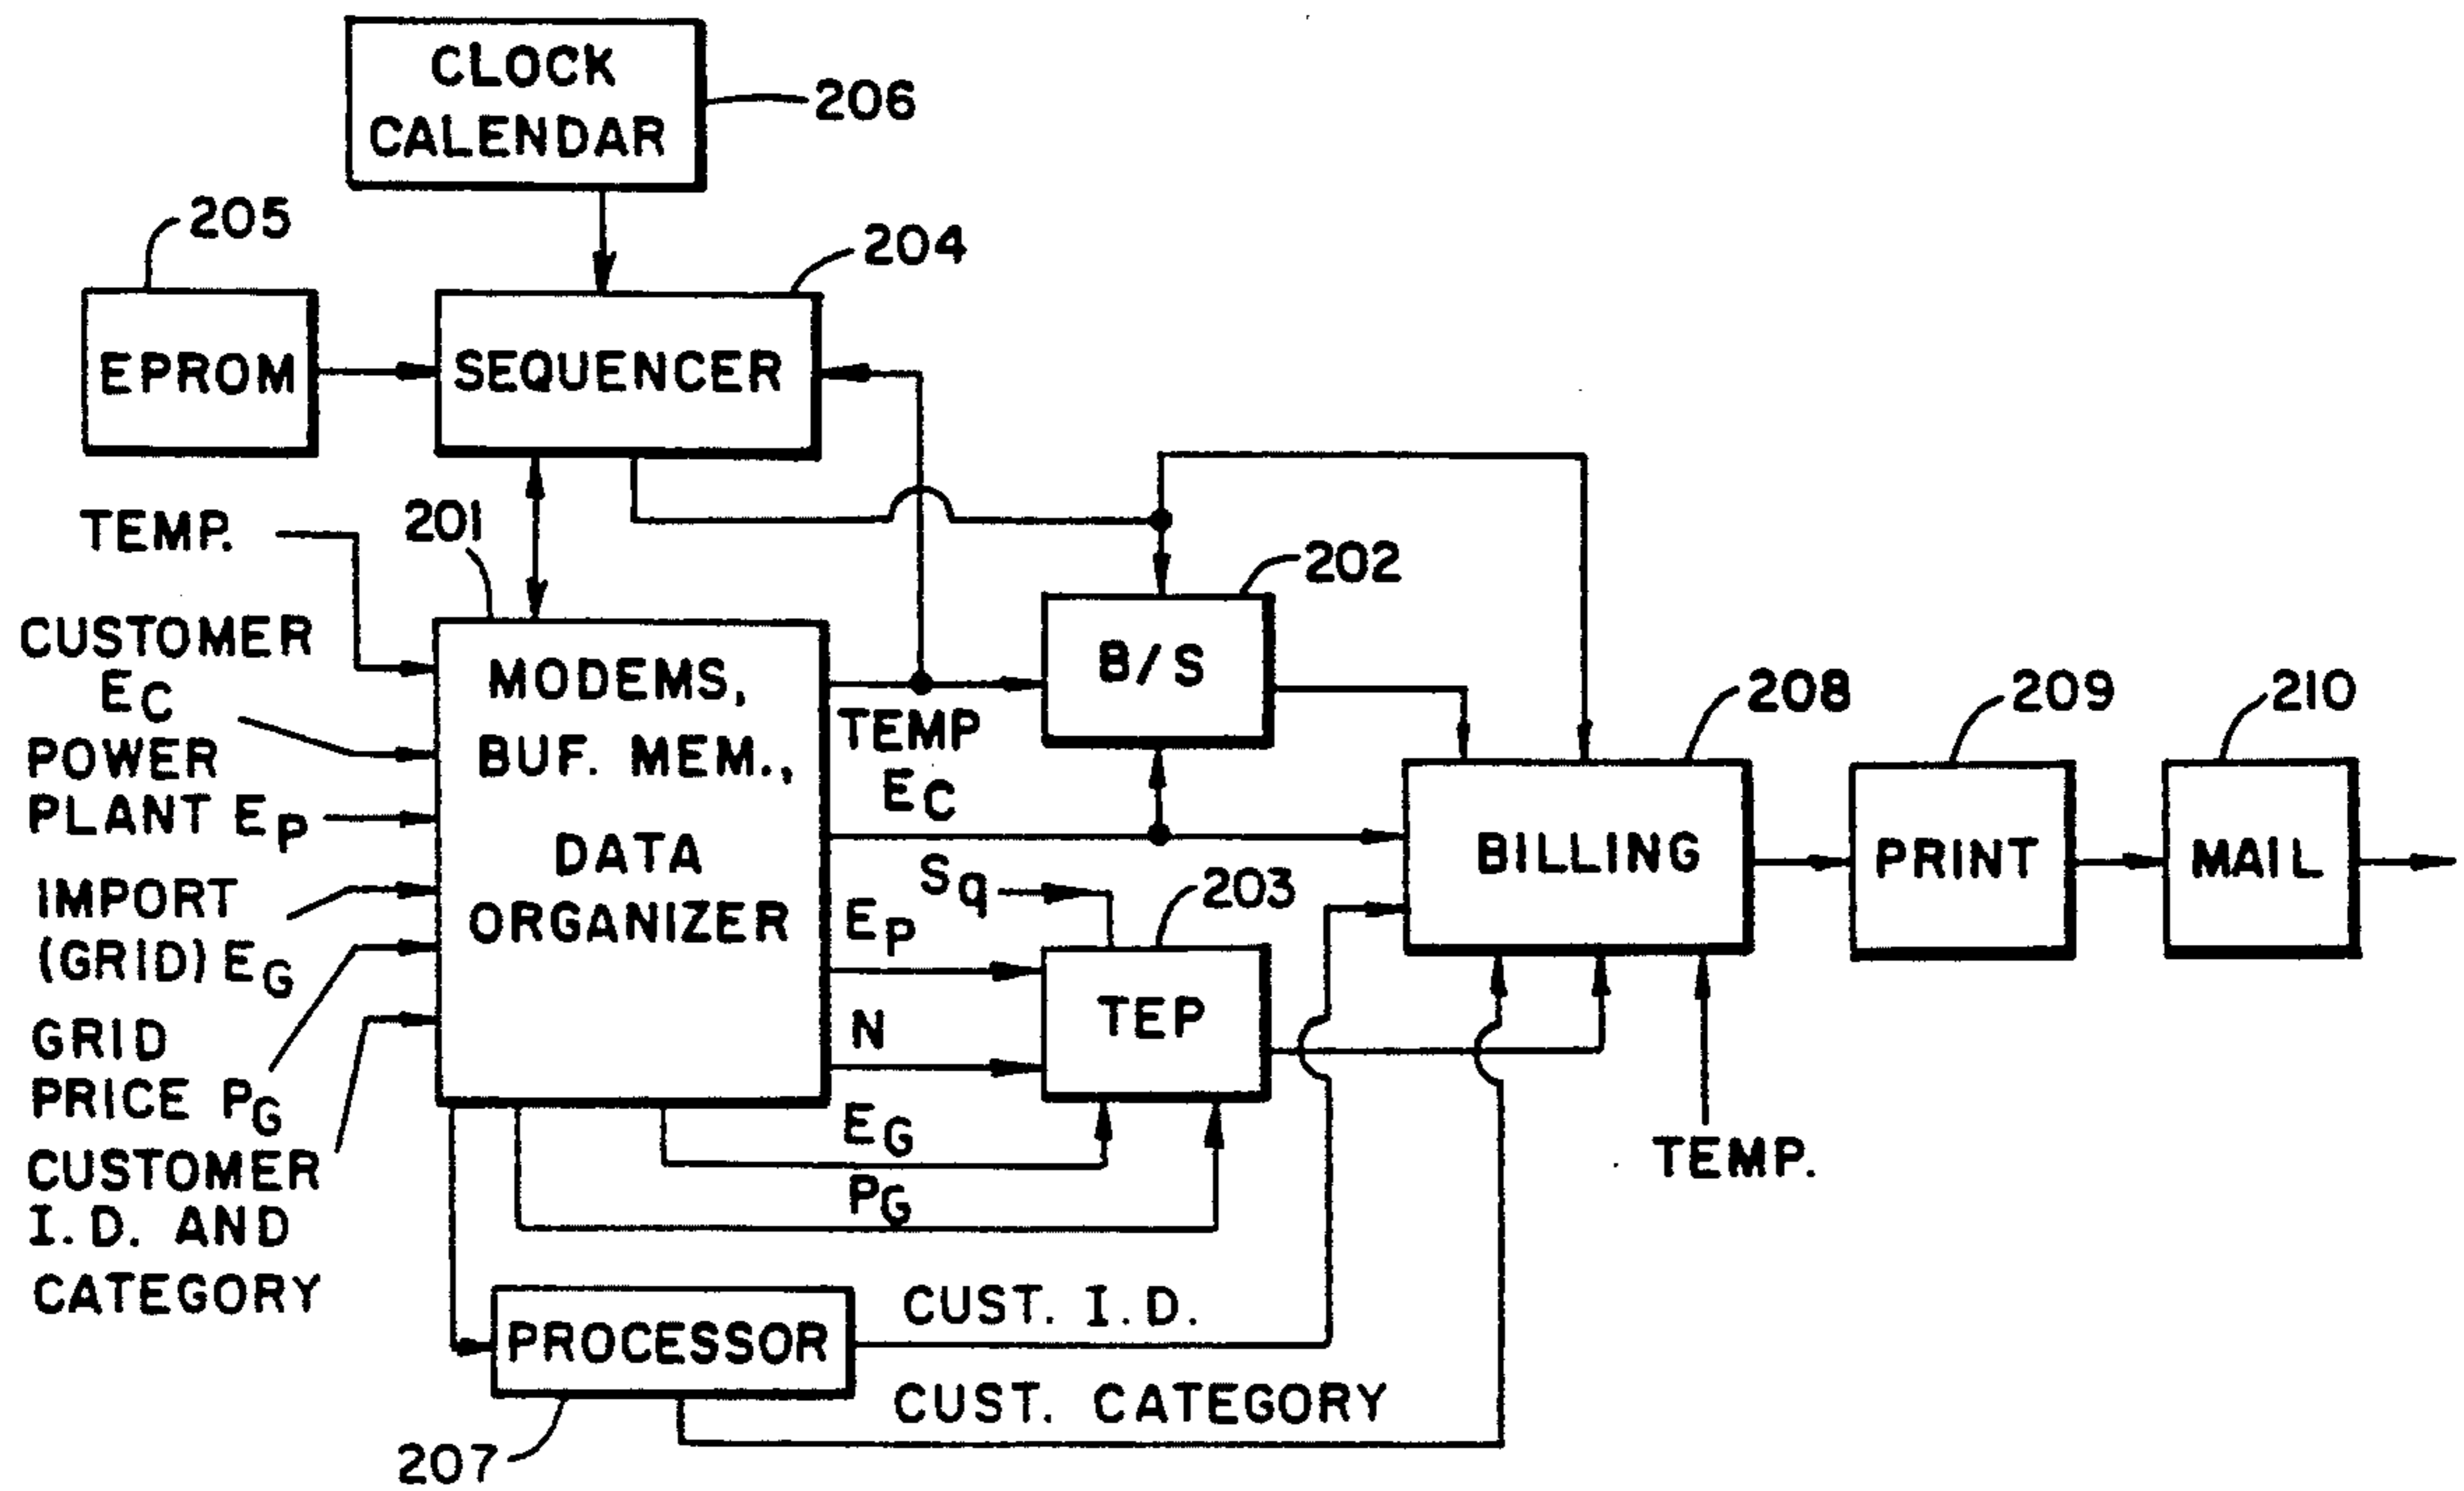 CLOCK
CALENDAR
206
205
204
EPROM
SEQUENCER
TEMP.
201
202
CUSTOMER
EC
POWER
PLANT EP
IMPORT
(GRID) EG
GRID
PRICE PG
CUSTOMER
I.D. AND
CATEGORY
MODEMS,
BUF. MEM.,
DATA
ORGANIZER
TEMP
EC
B/S
Sq
203
EP
N
TEP
EG
PG
208
BILLING
209
PRINT
210
MAIL
TEMP.
PROCESSOR
CUST. I.D.
CUST. CATEGORY
207